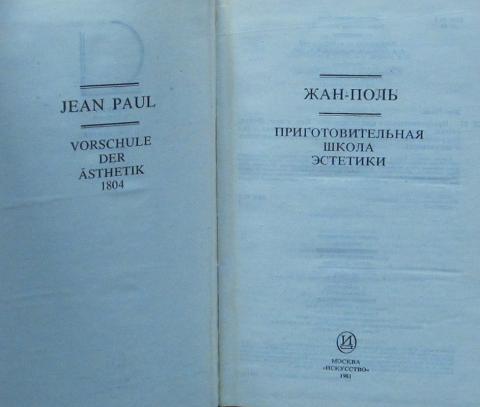 JEAN PAUL
VORSCHULE
DER
ÄSTHETIK
1804
ЖАН-ПОЛЬ
ПРИГОТОВИТЕЛЬНАЯ
ШКОЛА
ЭСТЕТИКИ
МОСКВА
«ИСКУССТВО»
1981